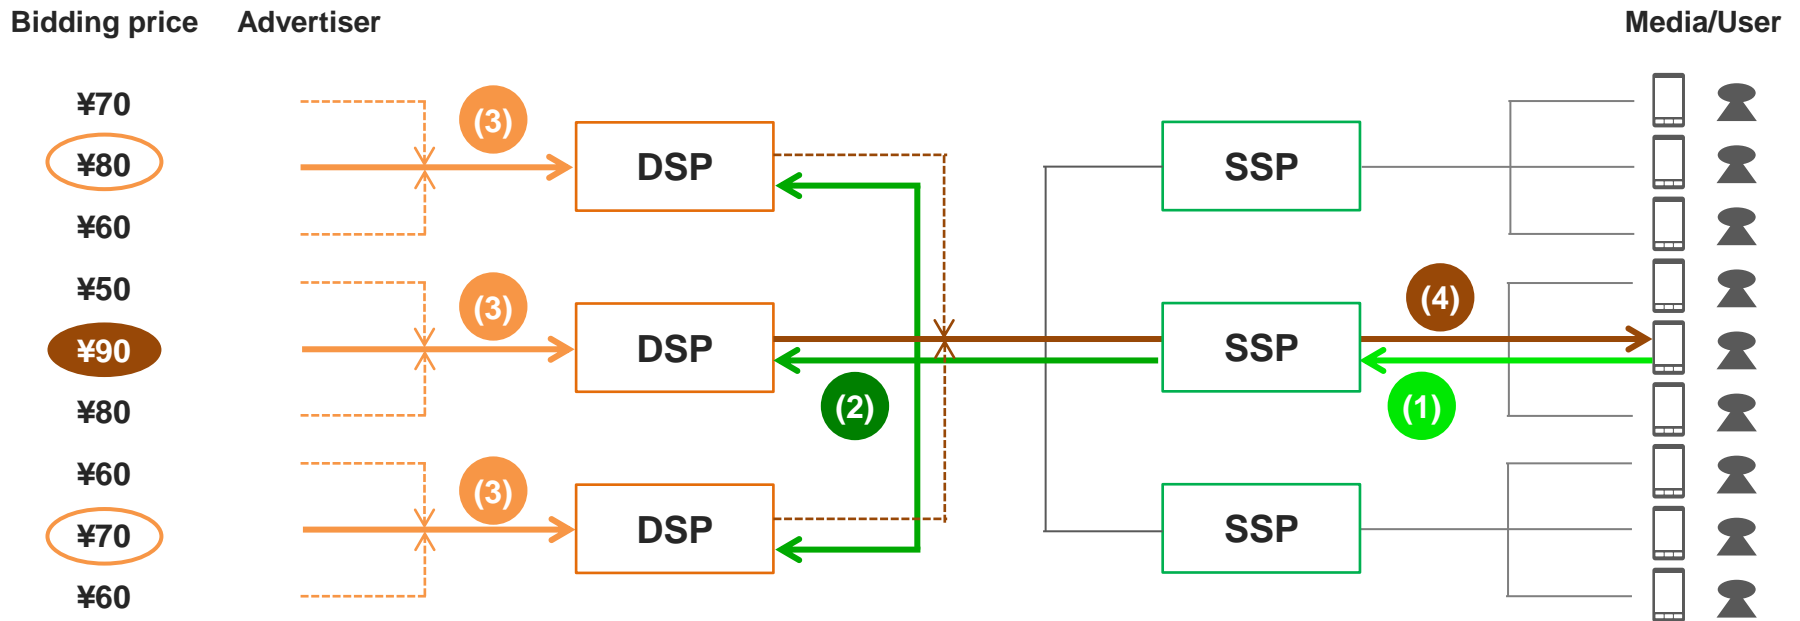 Bidding price Advertiser Media/User
¥70
(3)
¥80 DSP SSP
¥60
¥50
(3) (4)
¥90 DSP SSP
(2) (1)
¥80
¥60
(3)
¥70 DSP SSP
¥60